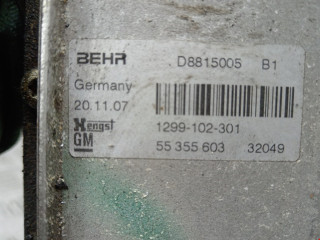 BEHR D8815005 B1
Germany
20.11.07
Hengst 1299-102-301
GM 55 355 603 32049